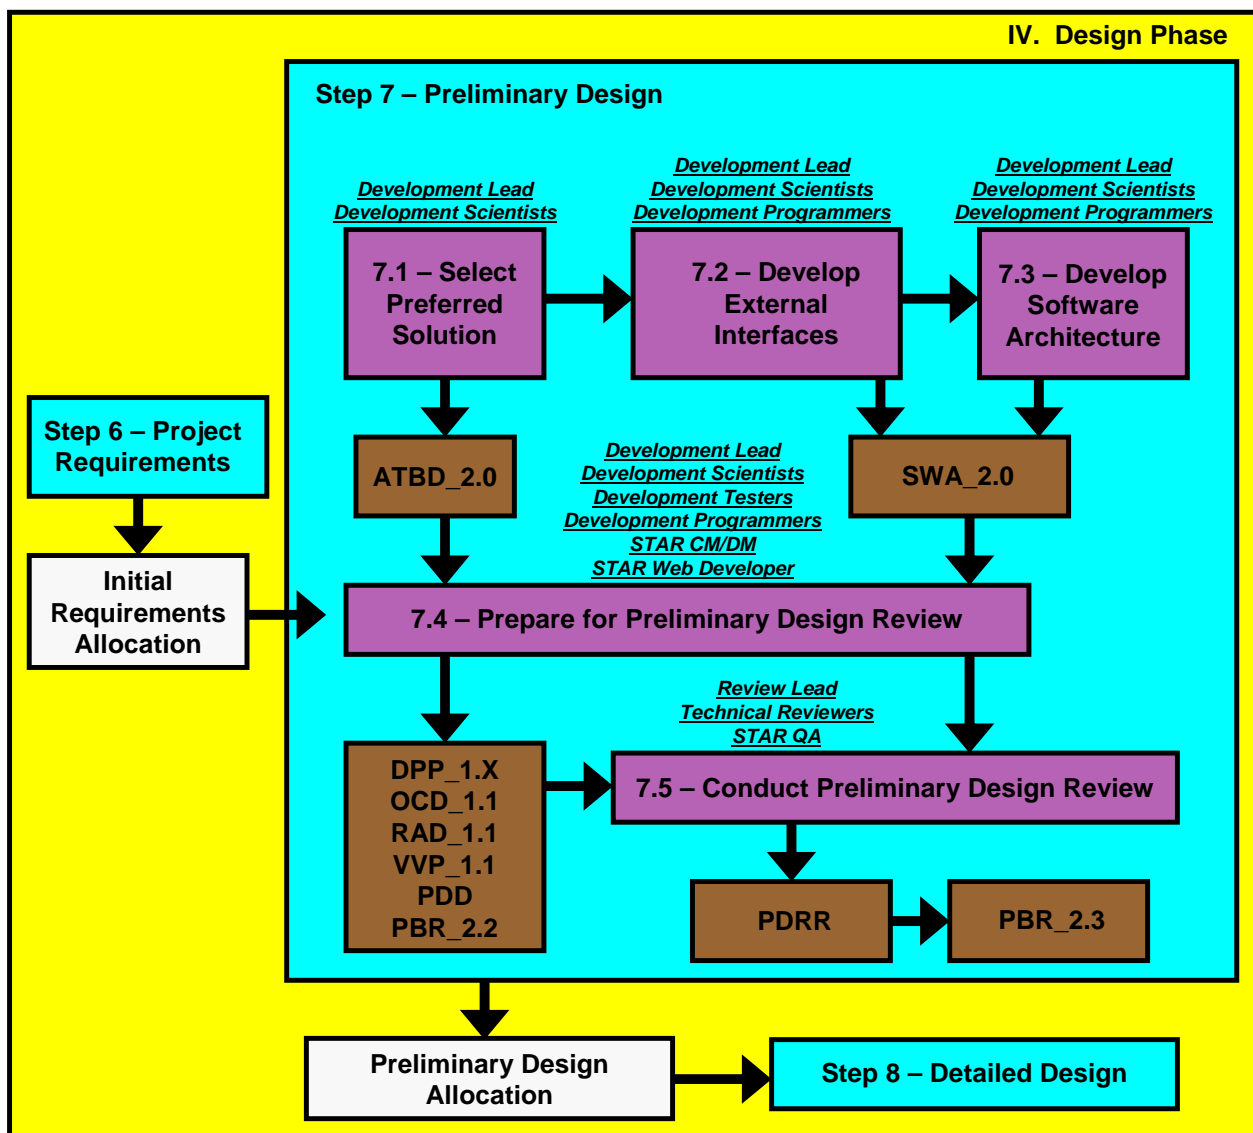 IV. Design Phase
Step 7 – Preliminary Design
Development Lead
Development Scientists
Development Lead
Development Scientists
Development Programmers
Development Lead
Development Scientists
Development Programmers
7.1 – Select
Preferred
Solution
7.2 – Develop
External
Interfaces
7.3 – Develop
Software
Architecture
Step 6 – Project
Requirements
ATBD_2.0
Development Lead
Development Scientists
Development Testers
Development Programmers
STAR CM/DM
STAR Web Developer
SWA_2.0
Initial
Requirements
Allocation
7.4 – Prepare for Preliminary Design Review
Review Lead
Technical Reviewers
STAR QA
DPP_1.X
OCD_1.1
RAD_1.1
VVP_1.1
PDD
PBR_2.2
7.5 – Conduct Preliminary Design Review
PDRR
PBR_2.3
Preliminary Design
Allocation
Step 8 – Detailed Design